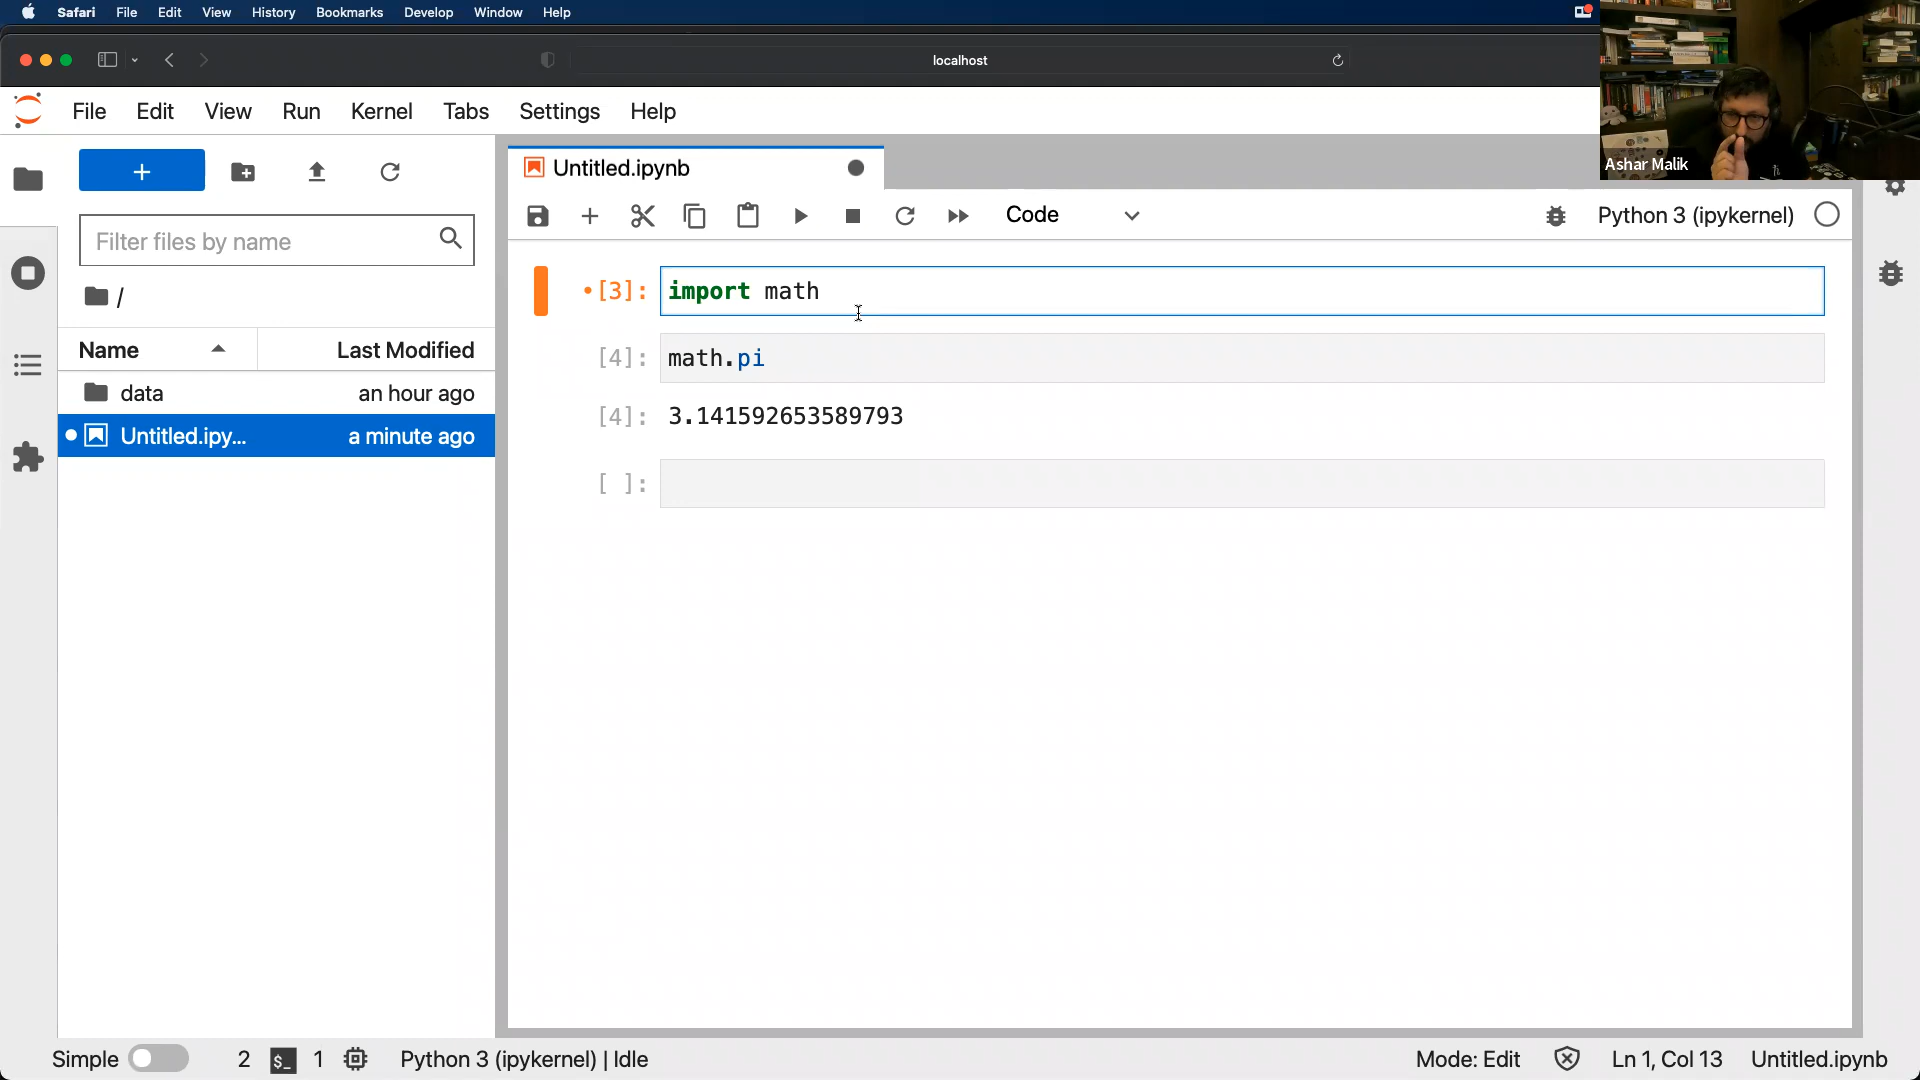 Safari File Edit View History Bookmarks Develop Window Help
localhost
File Edit View Run Kernel Tabs Settings Help
Ashar Malik
+
Untitled.ipynb
Code
Python 3 (ipykernel)
Filter files by name
/
Name Last Modified
data an hour ago
Untitled.ipy... a minute ago
•[3]: import math
[4]: math.pi
[4]: 3.141592653589793
[ ]:
Simple 2 $_ 1 Python 3 (ipykernel) | Idle Mode: Edit Ln 1, Col 13 Untitled.ipynb